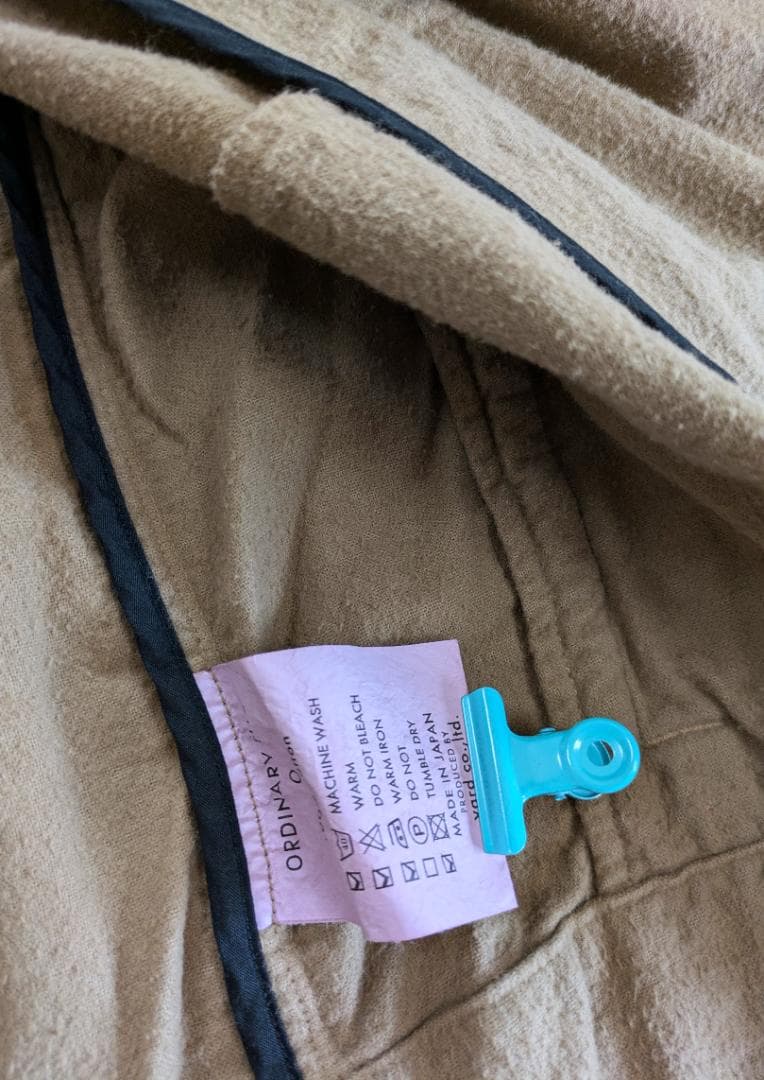 ORDINARY
MACHINE WASH
WARM
DO NOT BLEACH
WARM IRON
DO NOT
TUMBLE DRY
MADE IN JAPAN
PRODUCED BY
yard co., ltd.
40
P